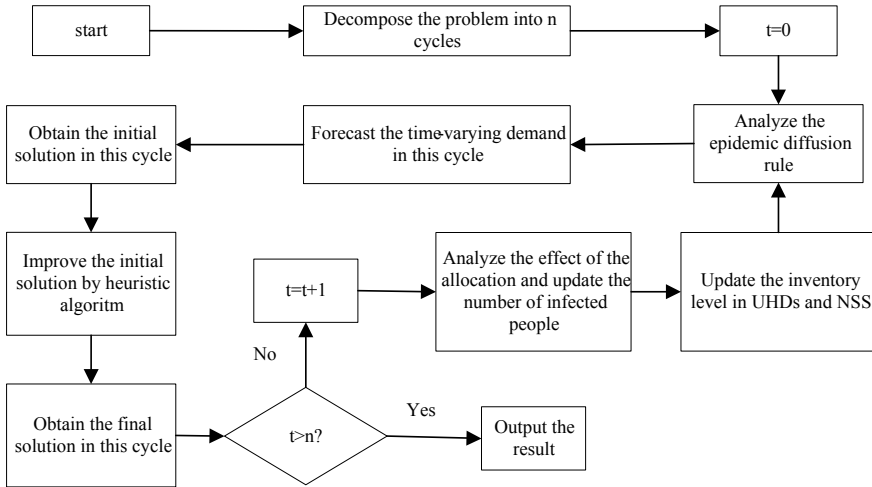 start
Decompose the problem into n
cycles
t=0
Obtain the initial
solution in this cycle
Forecast the time-varying demand
in this cycle
Analyze the
epidemic diffusion
rule
Improve the initial
solution by heuristic
algoritm
t=t+1
Analyze the effect of the
allocation and update the
number of infected
people
Update the inventory
level in UHDs and NSS
No
Obtain the final
solution in this cycle
t>n?
Yes
Output the
result